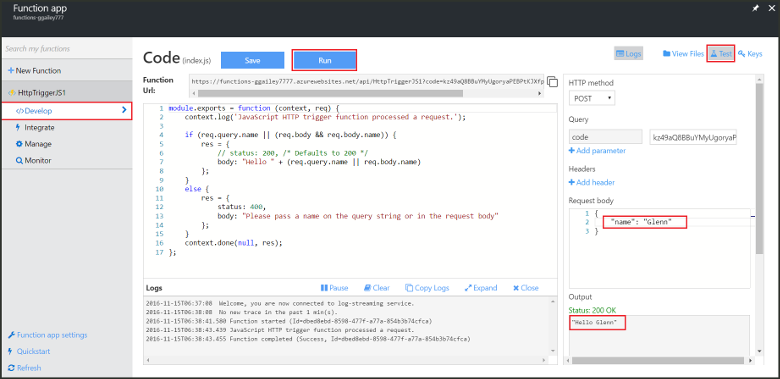 Function app
functions-ggailey777
Search my functions
+ New Function
HttpTriggerJS1
</>Develop
Integrate
Manage
Monitor
Function app settings
Quickstart
Refresh
Code (index.js)
Save
Run
Logs
View Files
Test
Keys
Function
Url:
https://functions-ggailey7777.azurewebsites.net/api/HttpTriggerJS1?code=kz49aQ8BBuYMyUgoryaPEBPtKJXfp
1 module.exports = function (context, req) {
2 context.log('JavaScript HTTP trigger function processed a request.');
3
4 if (req.query.name || (req.body && req.body.name)) {
5 res = {
6 // status: 200, /* Defaults to 200 */
7 body: "Hello " + (req.query.name || req.body.name)
8 };
9 }
10 else {
11 res = {
12 status: 400,
13 body: "Please pass a name on the query string or in the request body"
14 };
15 }
16 context.done(null, res);
17 };
Logs
Pause
Clear
Copy Logs
Expand
Close
2016-11-15T06:37:08 Welcome, you are now connected to log-streaming service.
2016-11-15T06:38:08 No new trace in the past 1 min(s).
2016-11-15T06:38:41.580 Function started (Id=dbed8ebd-8598-477f-a77a-854b3b74cfca)
2016-11-15T06:38:43.439 JavaScript HTTP trigger function processed a request.
2016-11-15T06:38:43.455 Function completed (Success, Id=dbed8ebd-8598-477f-a77a-854b3b74cfca)
HTTP method
POST
Query
code
kz49aQ8BBuYMyUgoryaP
+ Add parameter
Headers
+ Add header
Request body
1 {
2 "name": "Glenn"
3 }
Output
Status: 200 OK
"Hello Glenn"